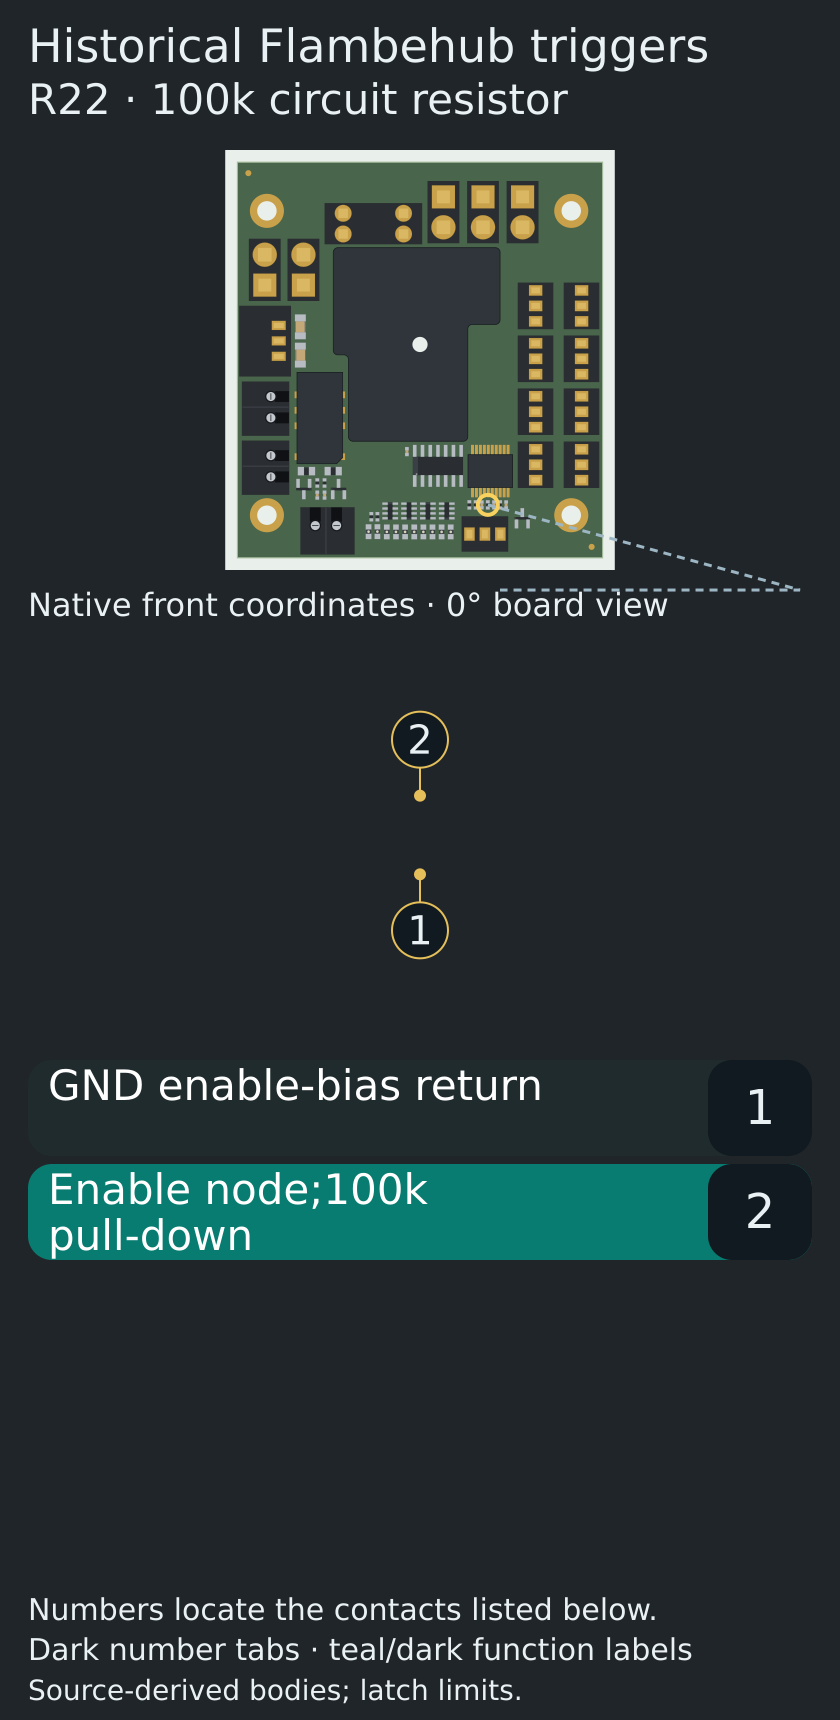 Historical Flambehub triggers
R22 · 100k circuit resistor
Native front coordinates · 0° board view
2
1
GND enable-bias return 1
Enable node;100k
pull-down 2
Numbers locate the contacts listed below.
Dark number tabs · teal/dark function labels
Source-derived bodies; latch limits.